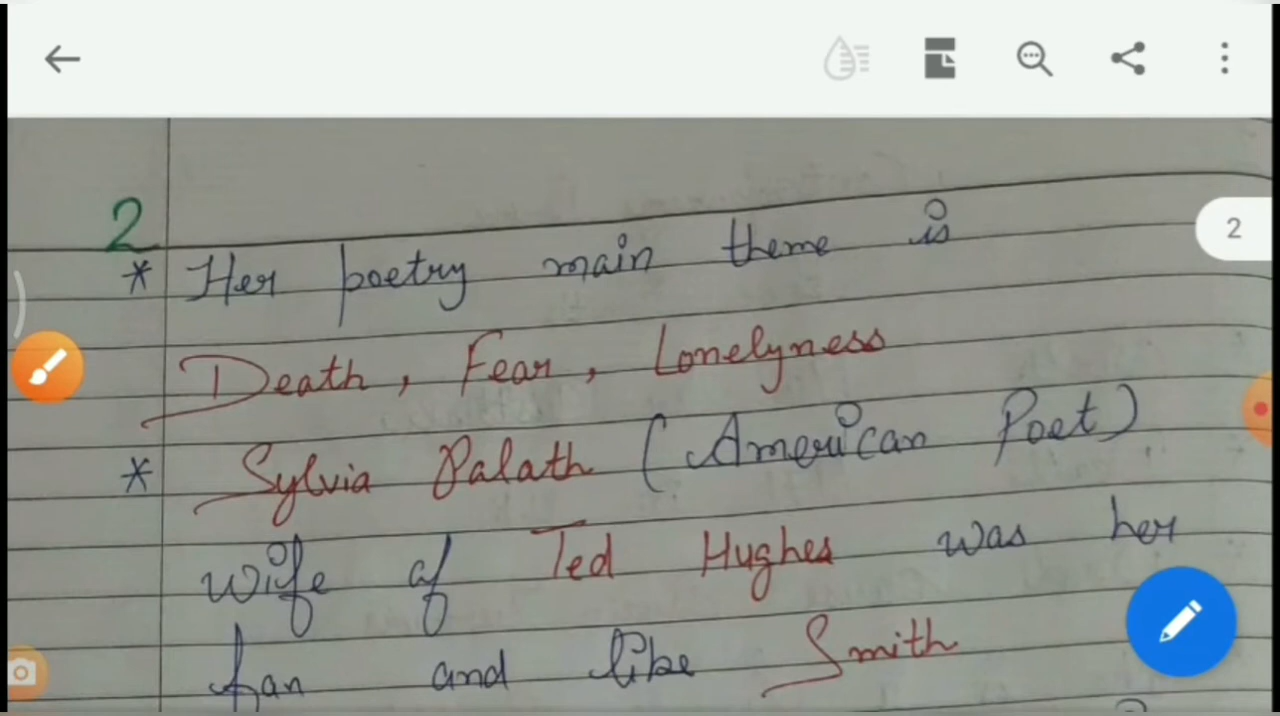 2
2
* Her poetry main theme is
Death, Fear, Lonelyness
* Sylvia Palath (American Poet)
wife of Ted Hughes was her
fan and like Smith